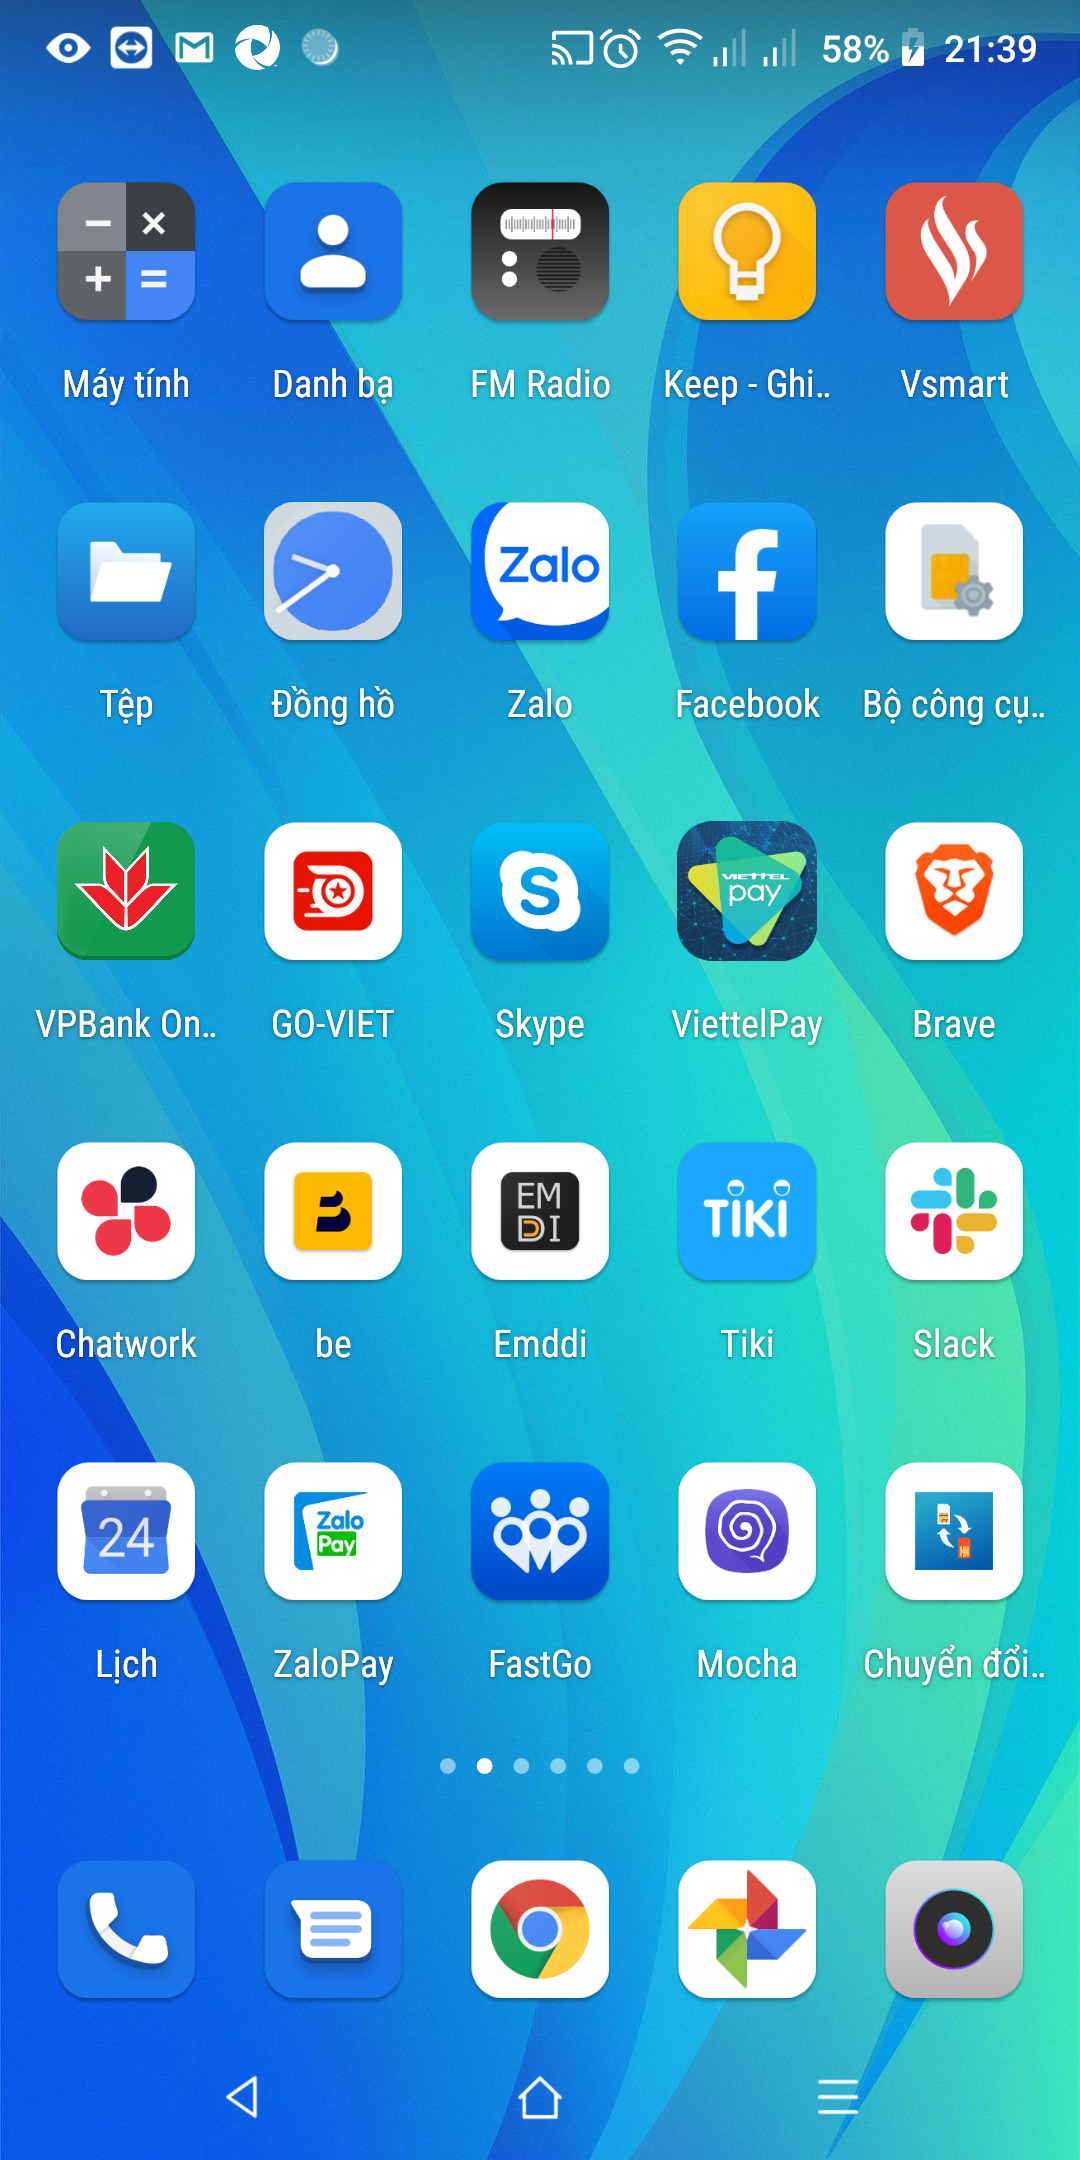 58% 21:39
Máy tính Danh bạ FM Radio Keep - Ghi.. Vsmart
Zalo
Tệp Đồng hồ Zalo Facebook Bộ công cụ..
VIETTEL
pay
VPBank On.. GO-VIET Skype ViettelPay Brave
EM
DI
TIKI
Chatwork be Emddi Tiki Slack
24
Zalo
Pay
Lịch ZaloPay FastGo Mocha Chuyển đổi..